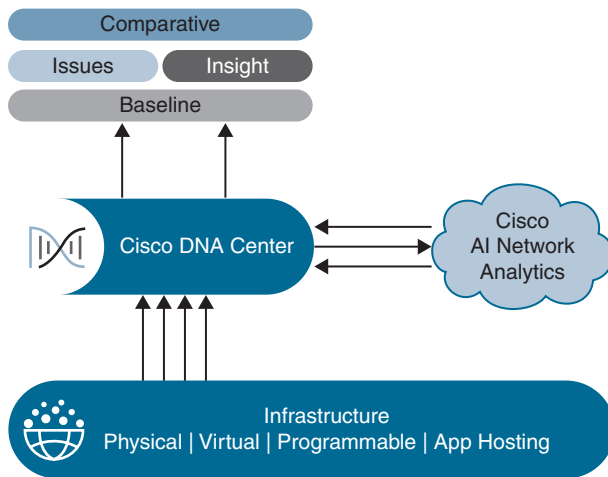 Comparative
Issues
Insight
Baseline
Cisco DNA Center
Cisco
AI Network
Analytics
Infrastructure
Physical | Virtual | Programmable | App Hosting